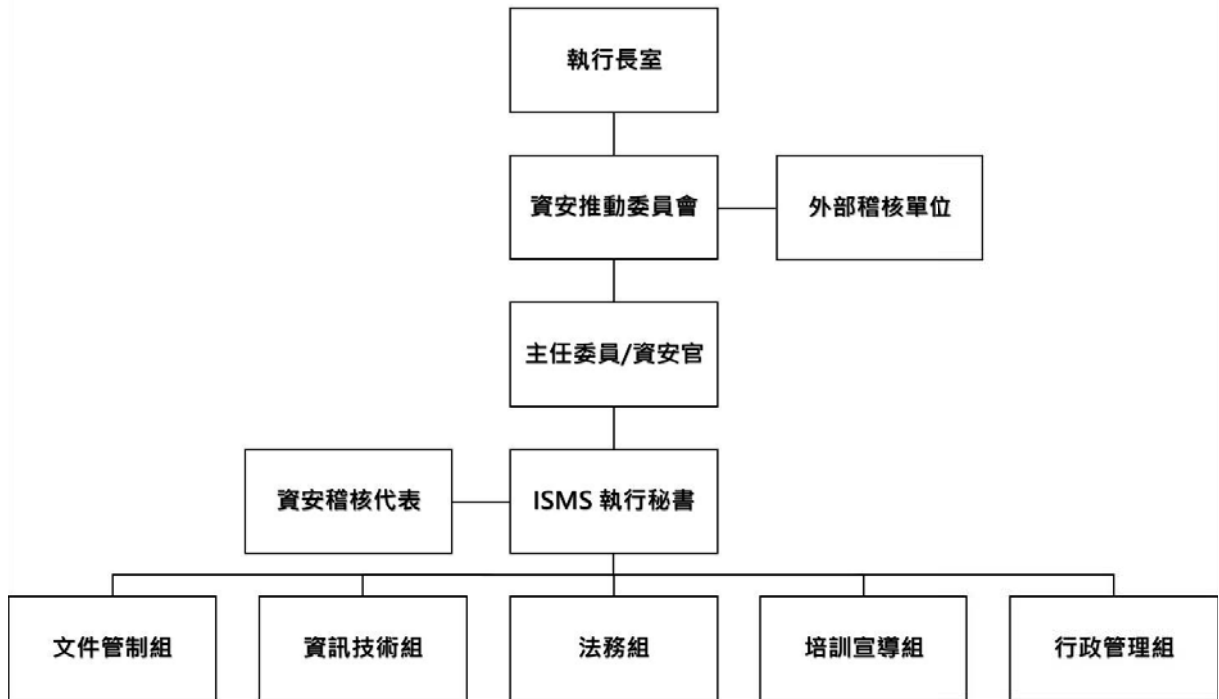 執行長室
資安推動委員會
外部稽核單位
主任委員/資安官
資安稽核代表
ISMS 執行秘書
文件管制組
資訊技術組
法務組
培訓宣導組
行政管理組